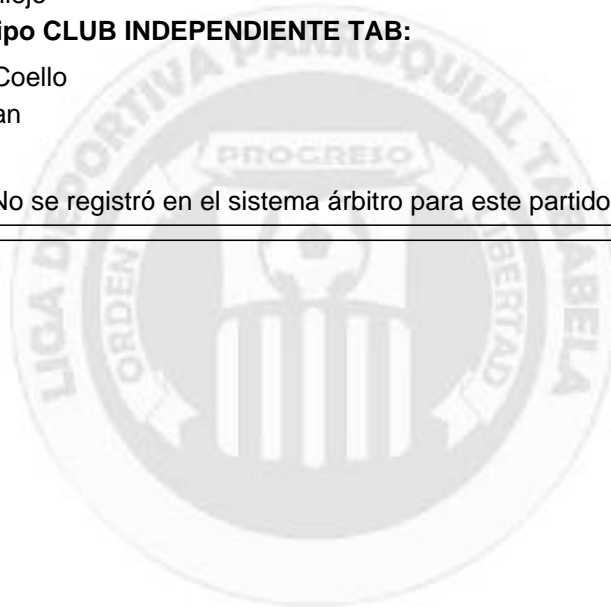 ipo CLUB INDEPENDIENTE TAB:
Coello
an
No se registró en el sistema árbitro para este partido
LIGA DEPORTIVA PARROQUIAL TABABELA
PROGRESO
ORDEN
LIBERTAD